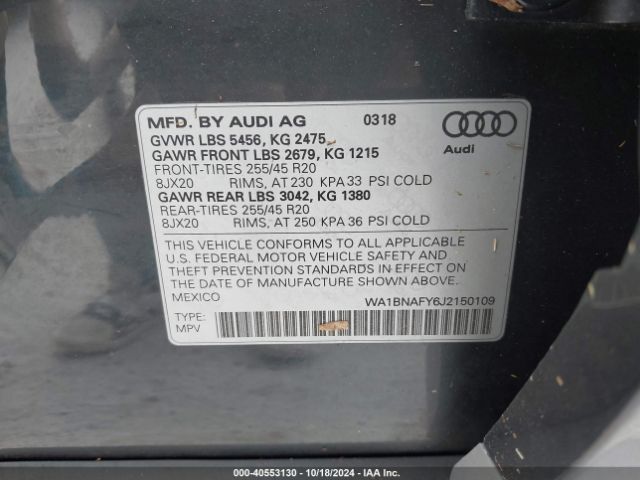 MFD. BY AUDI AG 0318
GVWR LBS 5456, KG 2475
GAWR FRONT LBS 2679, KG 1215
FRONT-TIRES 255/45 R20
8JX20 RIMS, AT 230 KPA 33 PSI COLD
GAWR REAR LBS 3042, KG 1380
REAR-TIRES 255/45 R20
8JX20 RIMS, AT 250 KPA 36 PSI COLD
Audi
THIS VEHICLE CONFORMS TO ALL APPLICABLE
U.S. FEDERAL MOTOR VEHICLE SAFETY AND
THEFT PREVENTION STANDARDS IN EFFECT ON
THE DATE OF MANUFACTURE SHOWN ABOVE.
MEXICO WA1BNAFY6J2150109
TYPE:
MPV
000-40553130 - 10/18/2024 - IAA Inc.